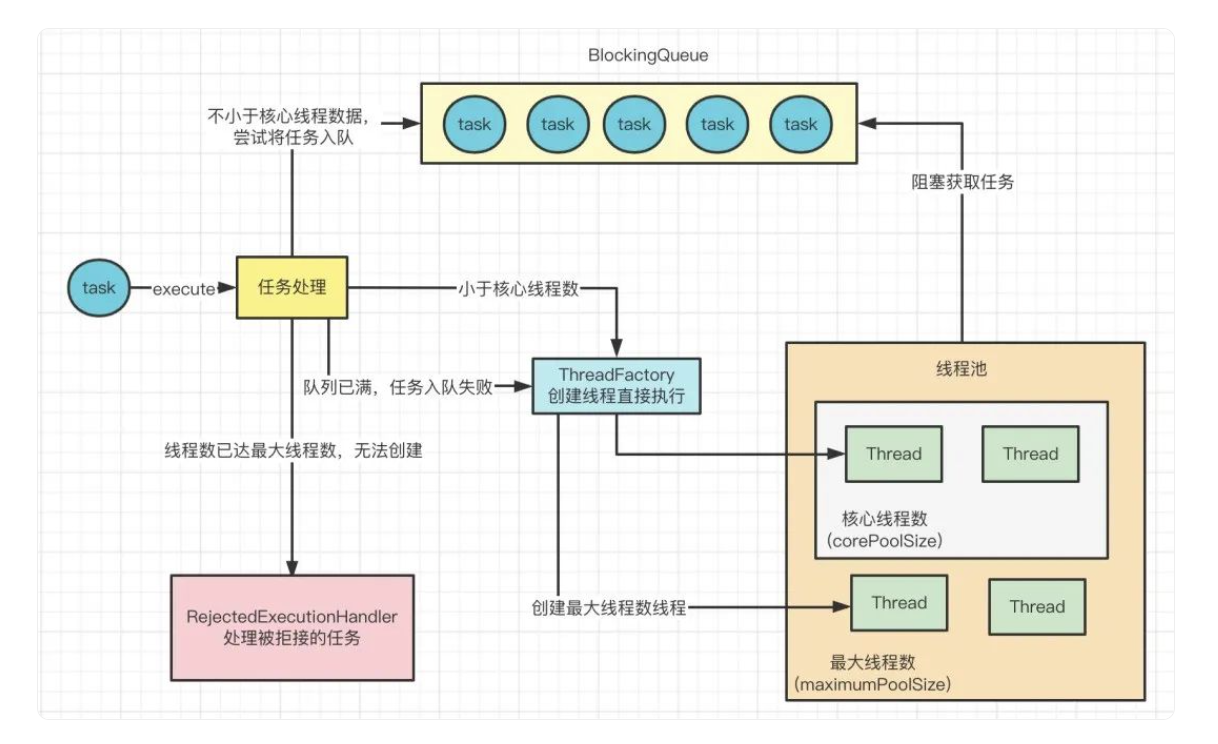 BlockingQueue
task
task
task
task
task
不小于核心线程数据，
尝试将任务入队
阻塞获取任务
task
execute
任务处理
小于核心线程数
ThreadFactory
创建线程直接执行
队列已满，任务入队失败
线程数已达最大线程数，无法创建
线程池
Thread
Thread
核心线程数
(corePoolSize)
RejectedExecutionHandler
处理被拒接的任务
创建最大线程数线程
Thread
Thread
最大线程数
(maximumPoolSize)